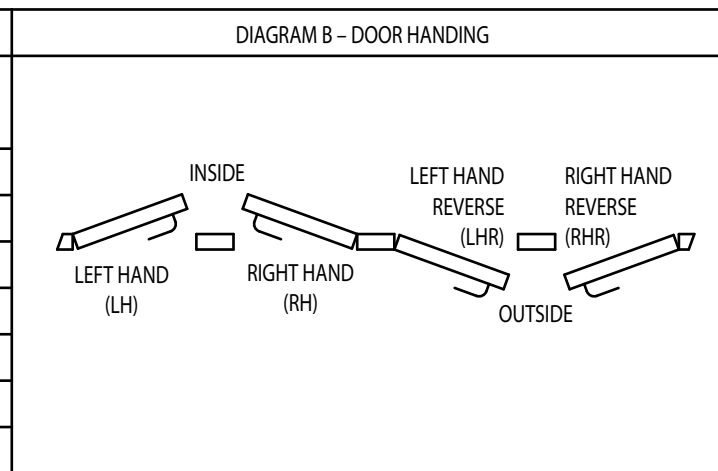 DIAGRAM B – DOOR HANDING
INSIDE
LEFT HAND
(LH)
RIGHT HAND
(RH)
LEFT HAND
REVERSE
(LHR)
RIGHT HAND
REVERSE
(RHR)
OUTSIDE